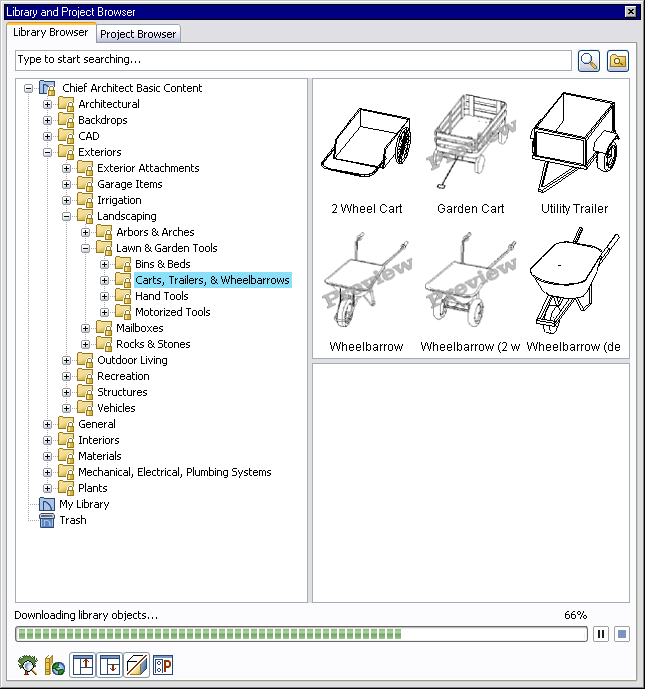 Library and Project Browser
Library Browser
Project Browser
Type to start searching...
Chief Architect Basic Content
Architectural
Backdrops
CAD
Exteriors
Exterior Attachments
Garage Items
Irrigation
Landscaping
Arbors & Arches
Lawn & Garden Tools
Bins & Beds
Carts, Trailers, & Wheelbarrows
Hand Tools
Motorized Tools
Mailboxes
Rocks & Stones
Outdoor Living
Recreation
Structures
Vehicles
General
Interiors
Materials
Mechanical, Electrical, Plumbing Systems
Plants
My Library
Trash
Preview
2 Wheel Cart
Garden Cart
Utility Trailer
Preview
Preview
Wheelbarrow
Wheelbarrow (2 w
Wheelbarrow (de
Downloading library objects...
66%
P